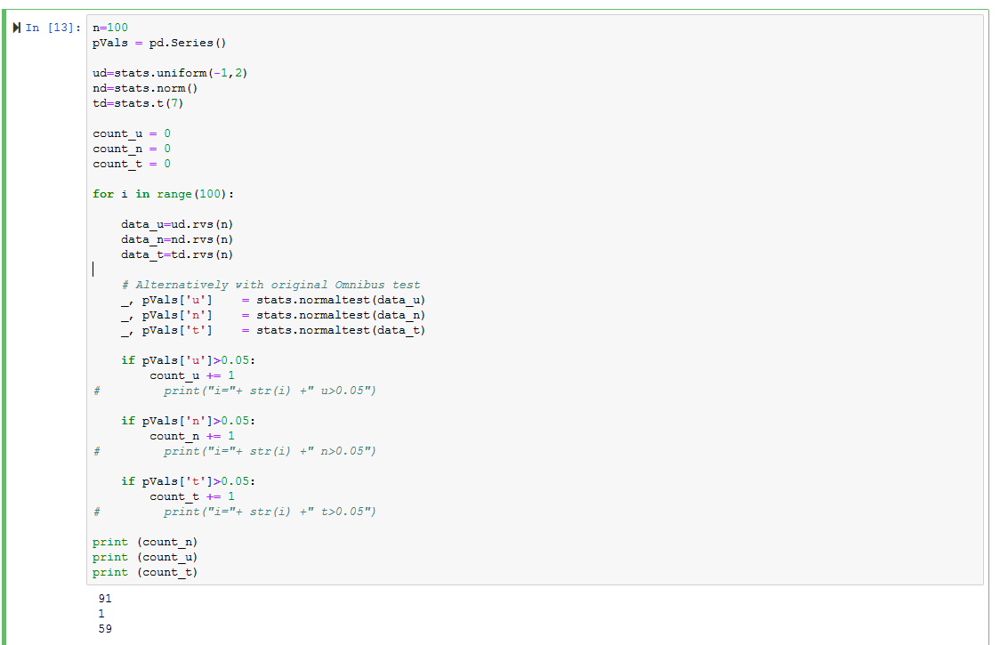 In [13]: n=100
pVals = pd.Series()
ud=stats.uniform(-1,2)
nd=stats.norm()
td=stats.t(7)
count_u = 0
count_n = 0
count_t = 0
for i in range(100):
    data_u=ud.rvs(n)
    data_n=nd.rvs(n)
    data_t=td.rvs(n)
    # Alternatively with original Omnibus test
    _, pVals['u']    = stats.normaltest(data_u)
    _, pVals['n']    = stats.normaltest(data_n)
    _, pVals['t']    = stats.normaltest(data_t)
    if pVals['u']>0.05:
        count_u += 1
#         print("i="+ str(i) +" u>0.05")
    if pVals['n']>0.05:
        count_n += 1
#         print("i="+ str(i) +" n>0.05")
    if pVals['t']>0.05:
        count_t += 1
#         print("i="+ str(i) +" t>0.05")
print (count_n)
print (count_u)
print (count_t)
91
1
59